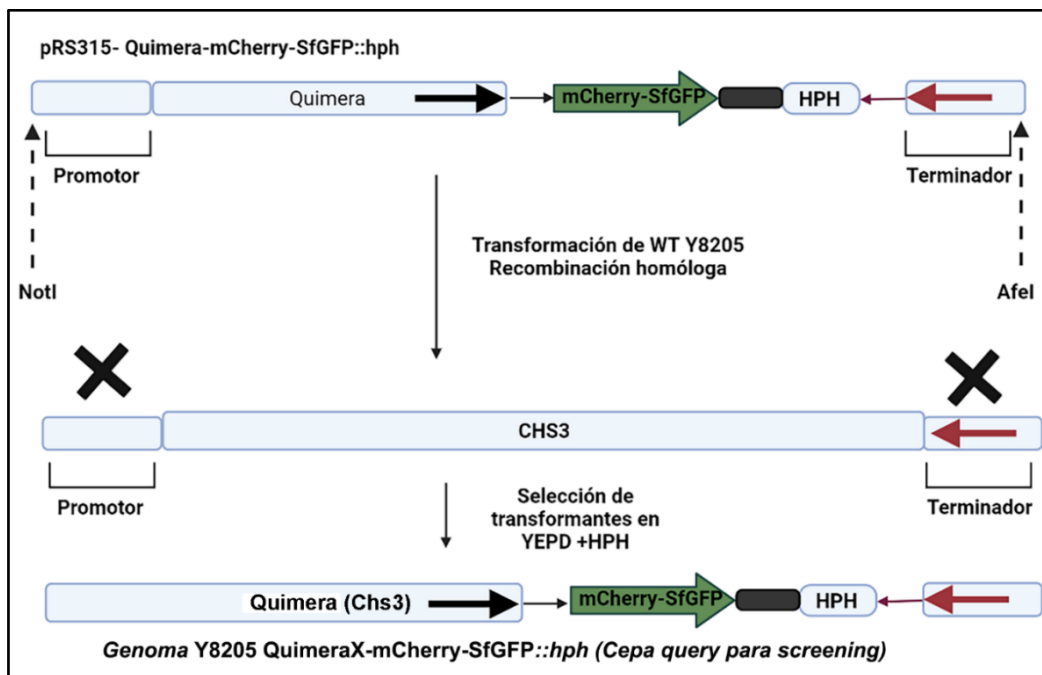 pRS315- Quimera-mCherry-SfGFP::hph
Quimera
mCherry-SfGFP
HPH
Promotor
Terminador
NotI
AfeI
Transformación de WT Y8205
Recombinación homóloga
CHS3
Promotor
Terminador
Selección de
transformantes en
YEPD +HPH
Quimera (Chs3)
mCherry-SfGFP
HPH
Genoma Y8205 QuimeraX-mCherry-SfGFP::hph (Cepa query para screening)